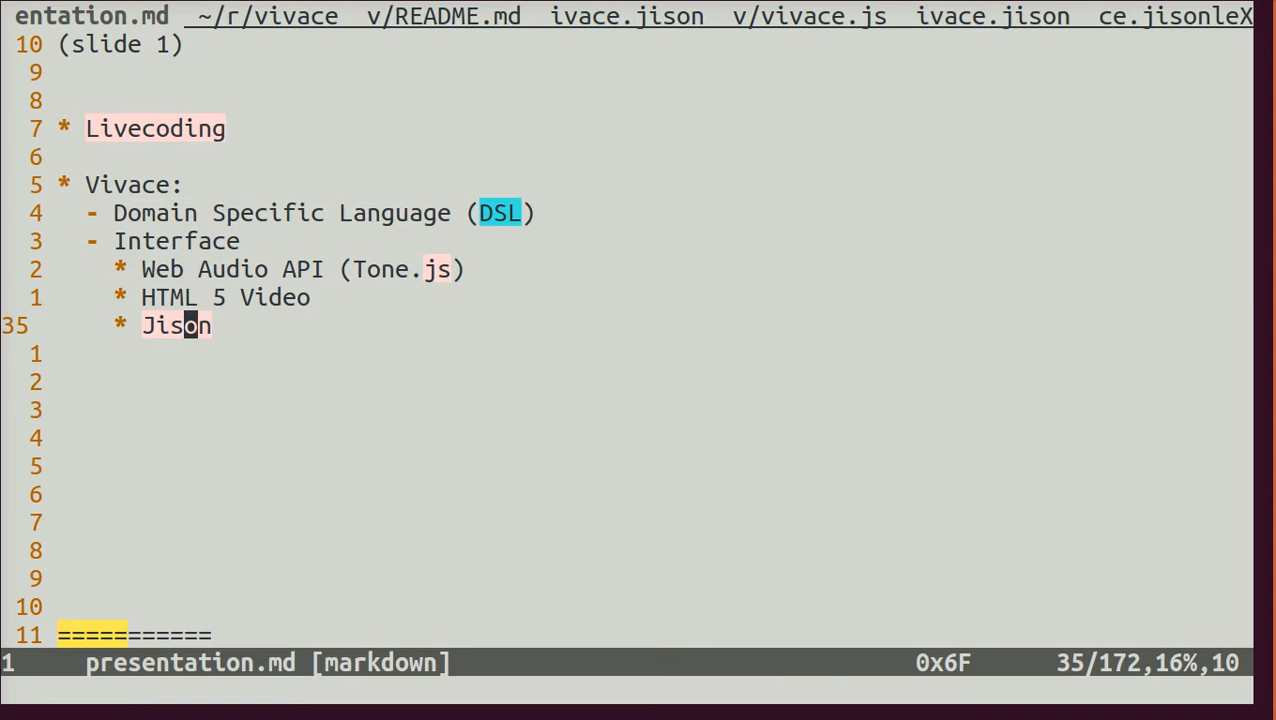 entation.md ~/r/vivace v/README.md ivace.jison v/vivace.js ivace.jison ce.jisonleX
10 (slide 1)
9
8
7 * Livecoding
6
5 * Vivace:
4 - Domain Specific Language (DSL)
3 - Interface
2 * Web Audio API (Tone.js)
1 * HTML 5 Video
35 * Jison
1
2
3
4
5
6
7
8
9
10
11 ===========
1 presentation.md [markdown] 0x6F 35/172,16%,10